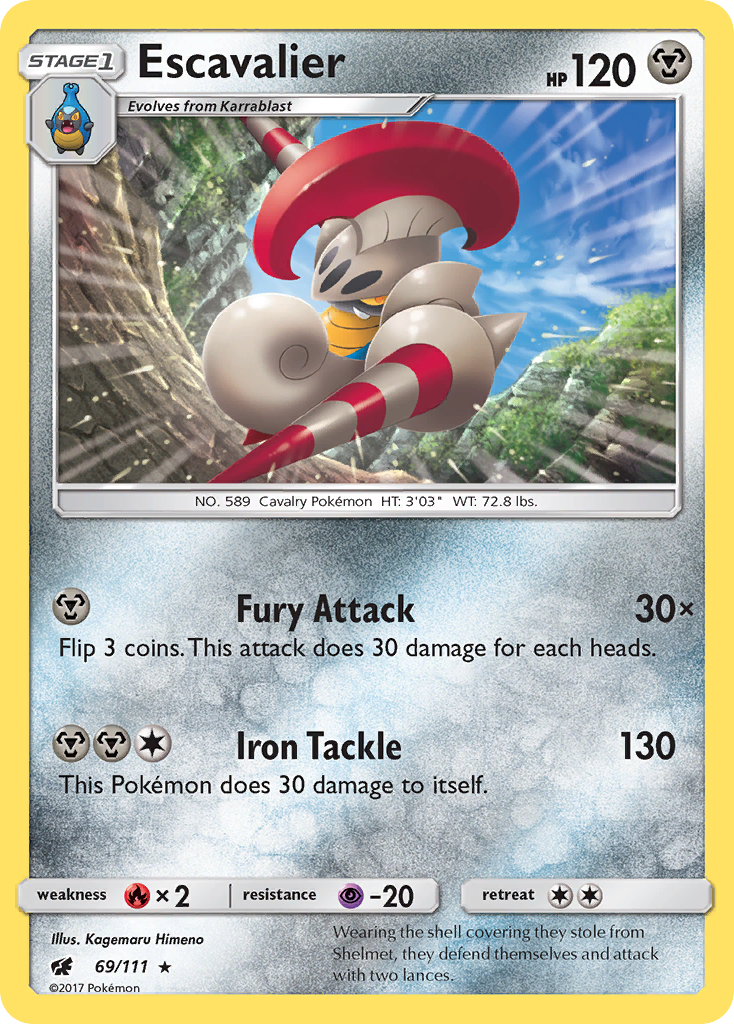 STAGE1
Escavalier
HP 120
Evolves from Karrablast
NO. 589 Cavalry Pokémon HT: 3'03" WT: 72.8 lbs.
Fury Attack 30×
Flip 3 coins. This attack does 30 damage for each heads.
Iron Tackle 130
This Pokémon does 30 damage to itself.
weakness ×2 resistance -20 retreat
Illus. Kagemaru Himeno
69/111 ★
©2017 Pokémon
Wearing the shell covering they stole from
Shelmet, they defend themselves and attack
with two lances.